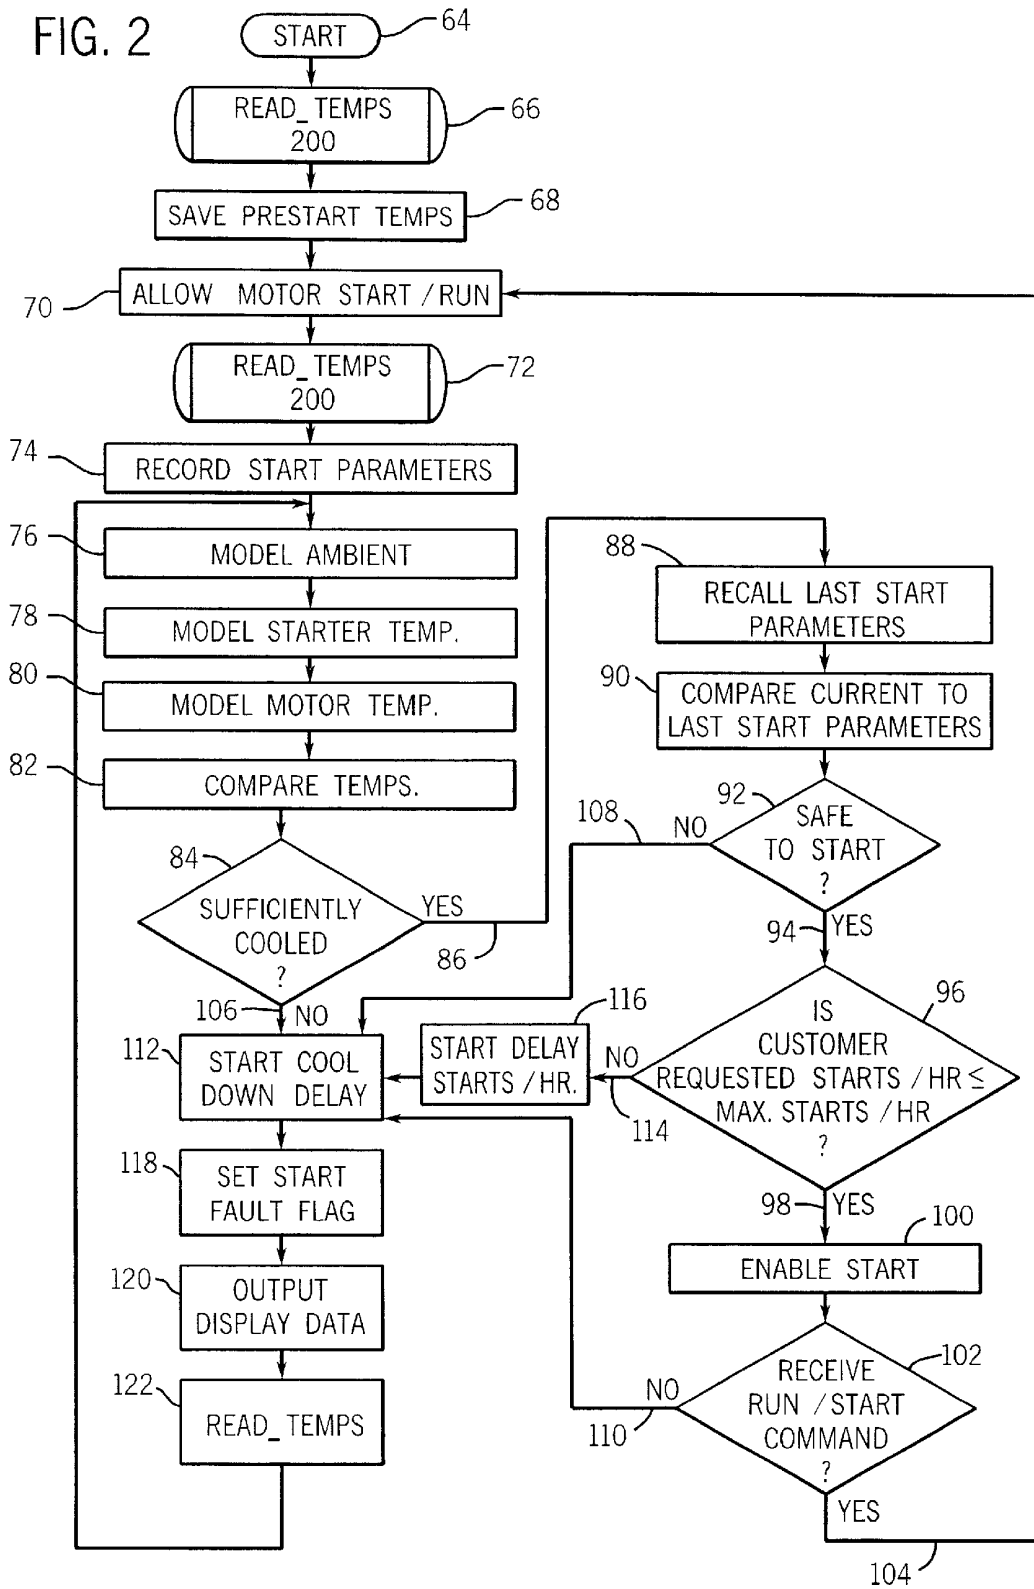 FIG. 2
START
64
READ_TEMPS
200
66
SAVE PRESTART TEMPS
68
70
ALLOW MOTOR START / RUN
READ_TEMPS
200
72
74
RECORD START PARAMETERS
76
MODEL AMBIENT
78
MODEL STARTER TEMP.
80
MODEL MOTOR TEMP.
82
COMPARE TEMPS.
84
SUFFICIENTLY
COOLED
?
YES
86
106
NO
88
RECALL LAST START
PARAMETERS
90
COMPARE CURRENT TO
LAST START PARAMETERS
92
SAFE
TO START
?
108
NO
94
YES
96
IS
CUSTOMER
REQUESTED STARTS / HR ≤
MAX. STARTS / HR
?
NO
114
116
START DELAY
STARTS / HR.
98
YES
100
ENABLE START
102
RECEIVE
RUN / START
COMMAND
?
NO
110
YES
104
112
START COOL
DOWN DELAY
118
SET START
FAULT FLAG
120
OUTPUT
DISPLAY DATA
122
READ_TEMPS